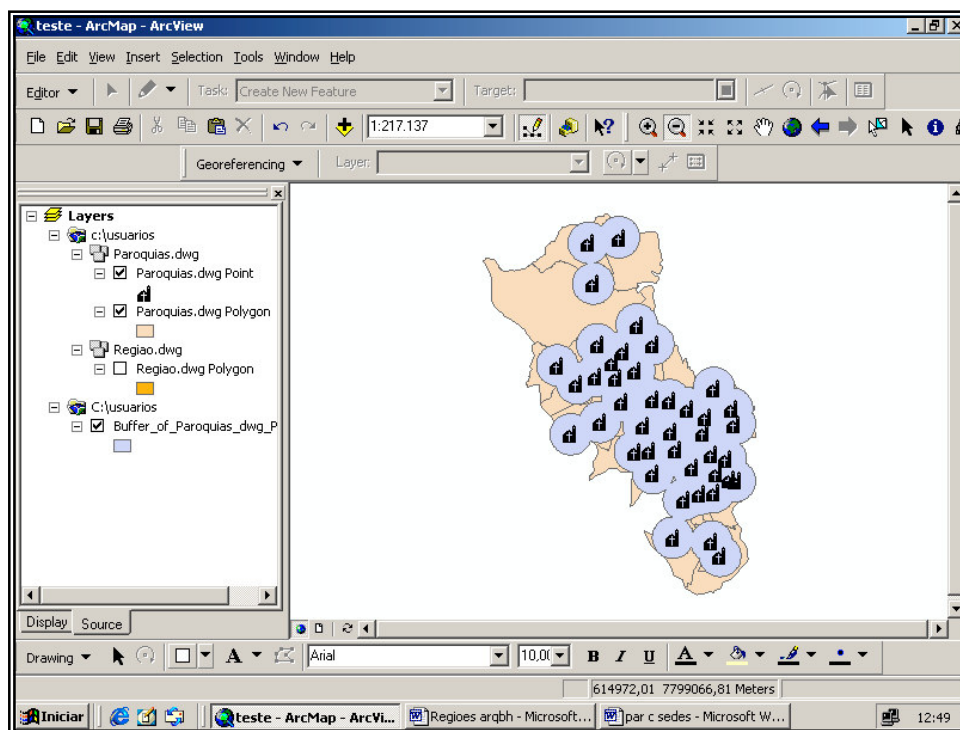 teste - ArcMap - ArcView
File Edit View Insert Selection Tools Window Help
Editor Task: Create New Feature Target:
1:217.137
Georeferencing Layer:
Layers
c:\usuarios
Paroquias.dwg
Paroquias.dwg Point
Paroquias.dwg Polygon
Regiao.dwg
Regiao.dwg Polygon
C:\usuarios
Buffer_of_Paroquias_dwg_P
Display Source
Drawing A Arial 10,00 B I U A
614972,01 7799066,81 Meters
Iniciar teste - ArcMap - ArcVi... Regioes arqbh - Microsoft... par c sedes - Microsoft W... 12:49